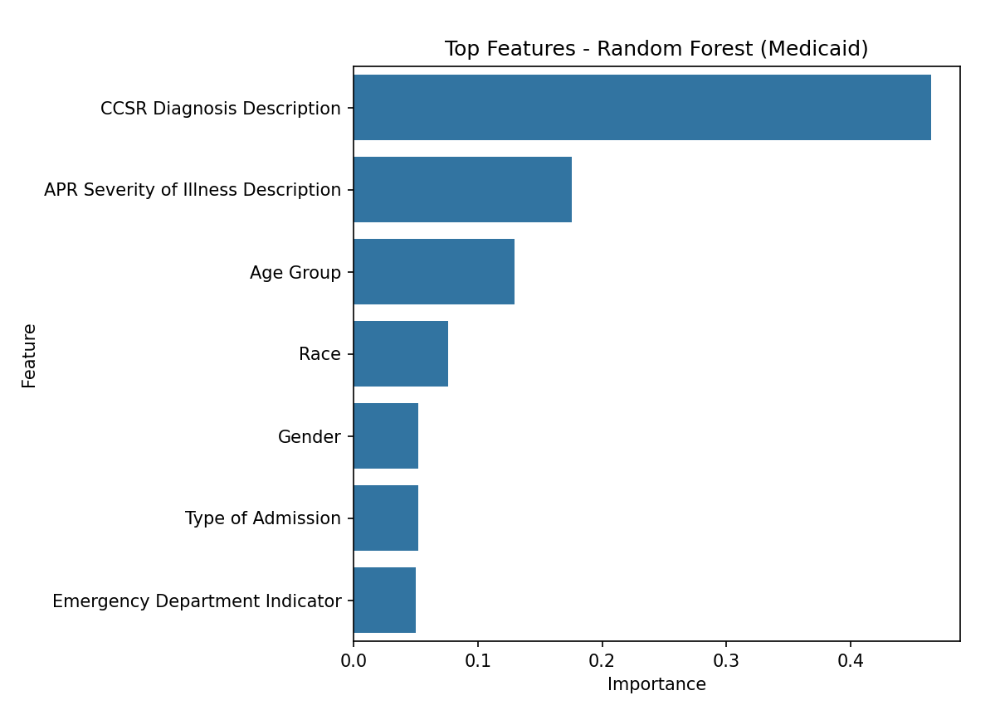 Top Features - Random Forest (Medicaid)
Feature
CCSR Diagnosis Description
APR Severity of Illness Description
Age Group
Race
Gender
Type of Admission
Emergency Department Indicator
0.0 0.1 0.2 0.3 0.4
Importance